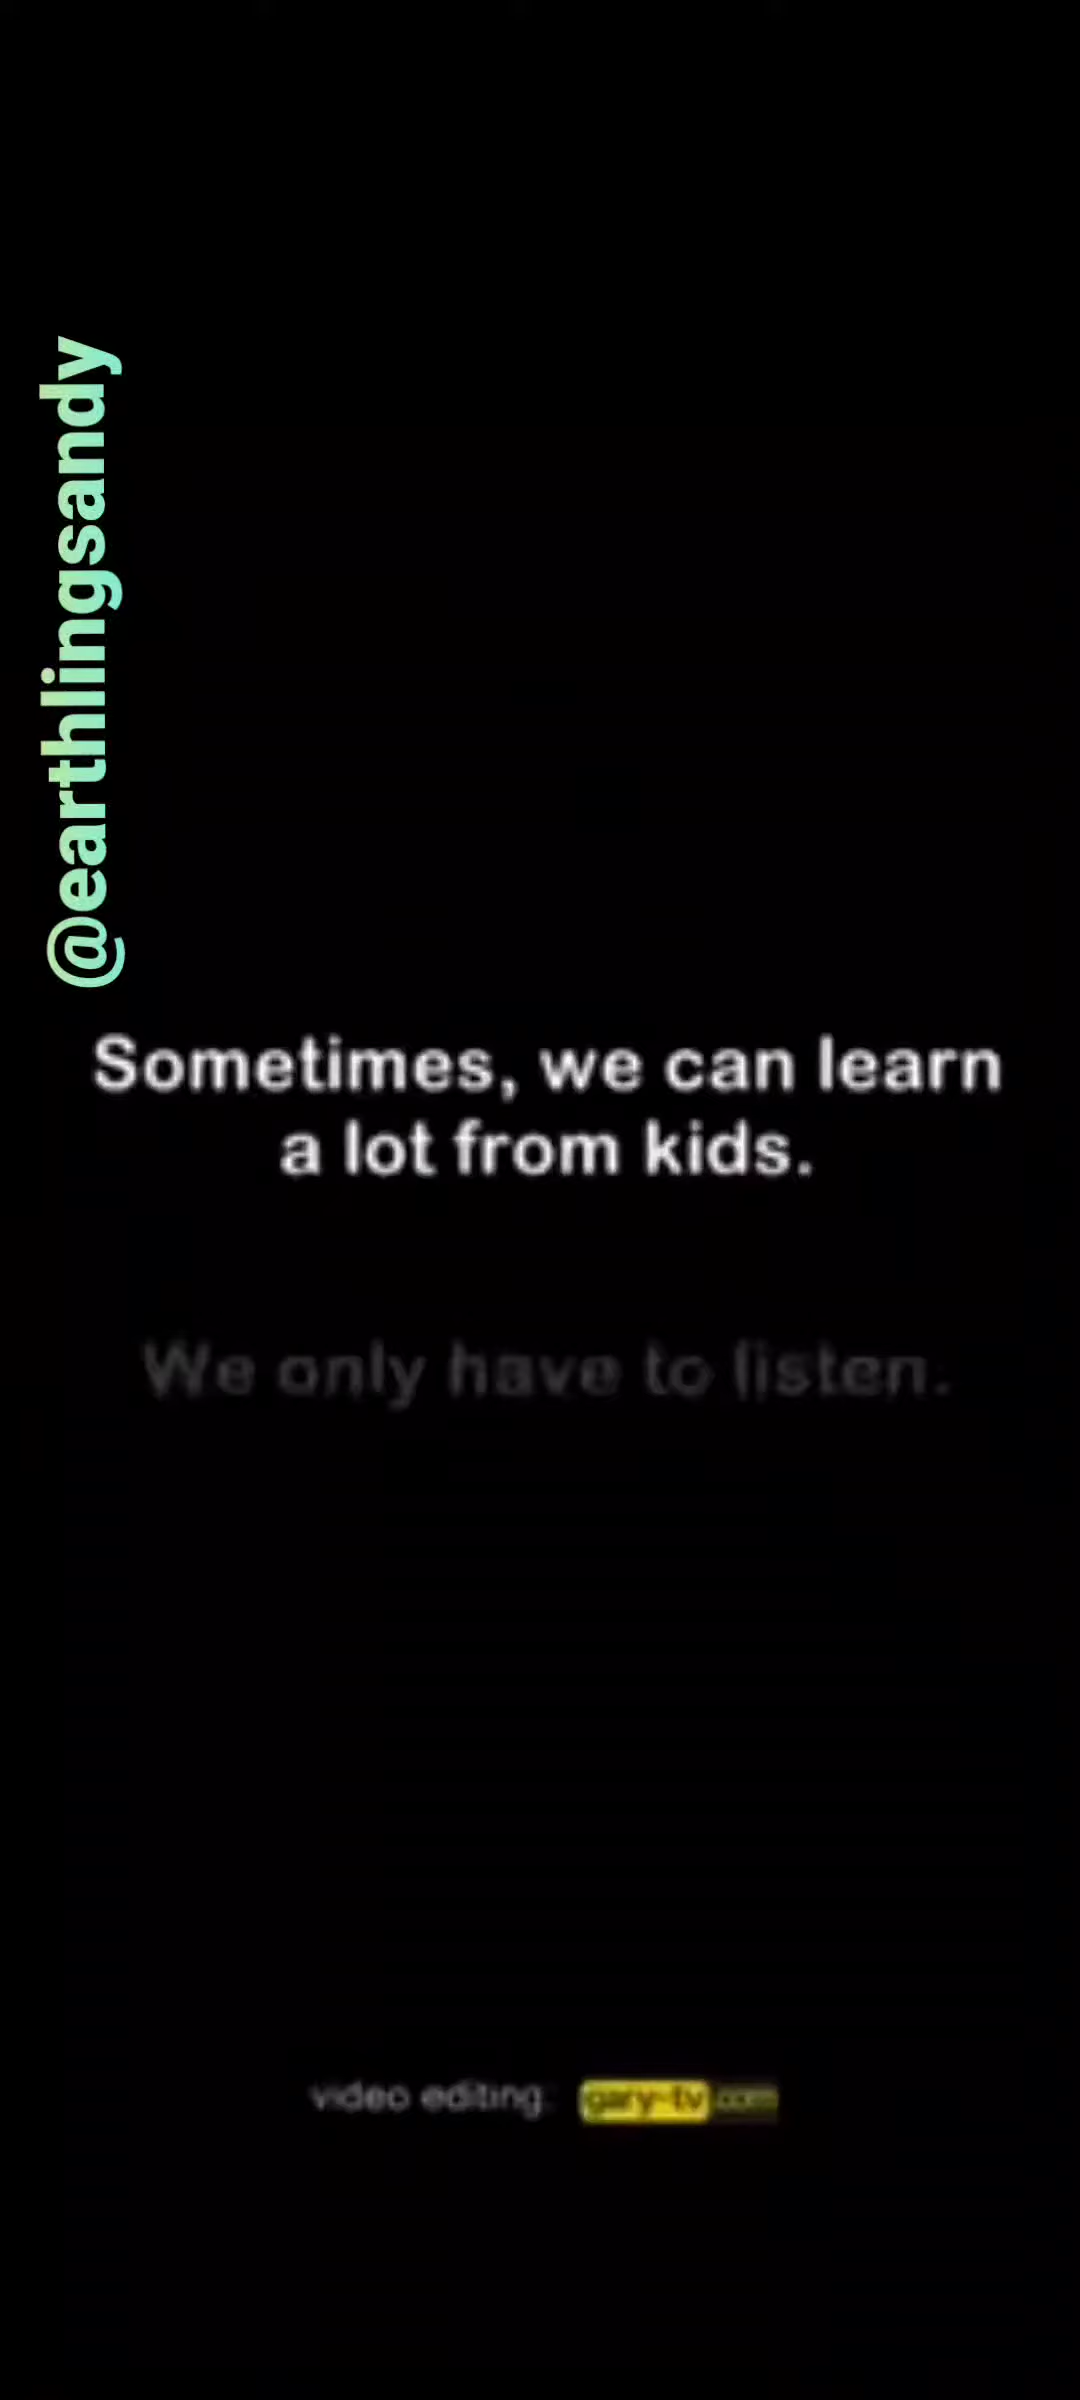 @earthlingsandy
Sometimes, we can learn
a lot from kids.
We only have to listen.
video editing: gary-tv.com